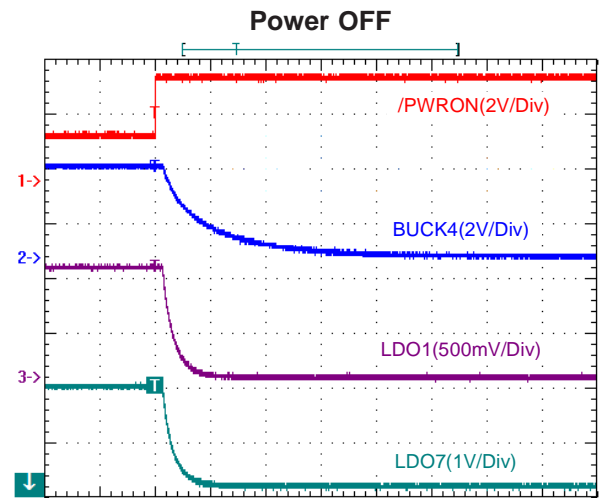 Power OFF
T
/PWRON(2V/Div)
T
1->
BUCK4(2V/Div)
2->
T
LDO1(500mV/Div)
3->
T
LDO7(1V/Div)